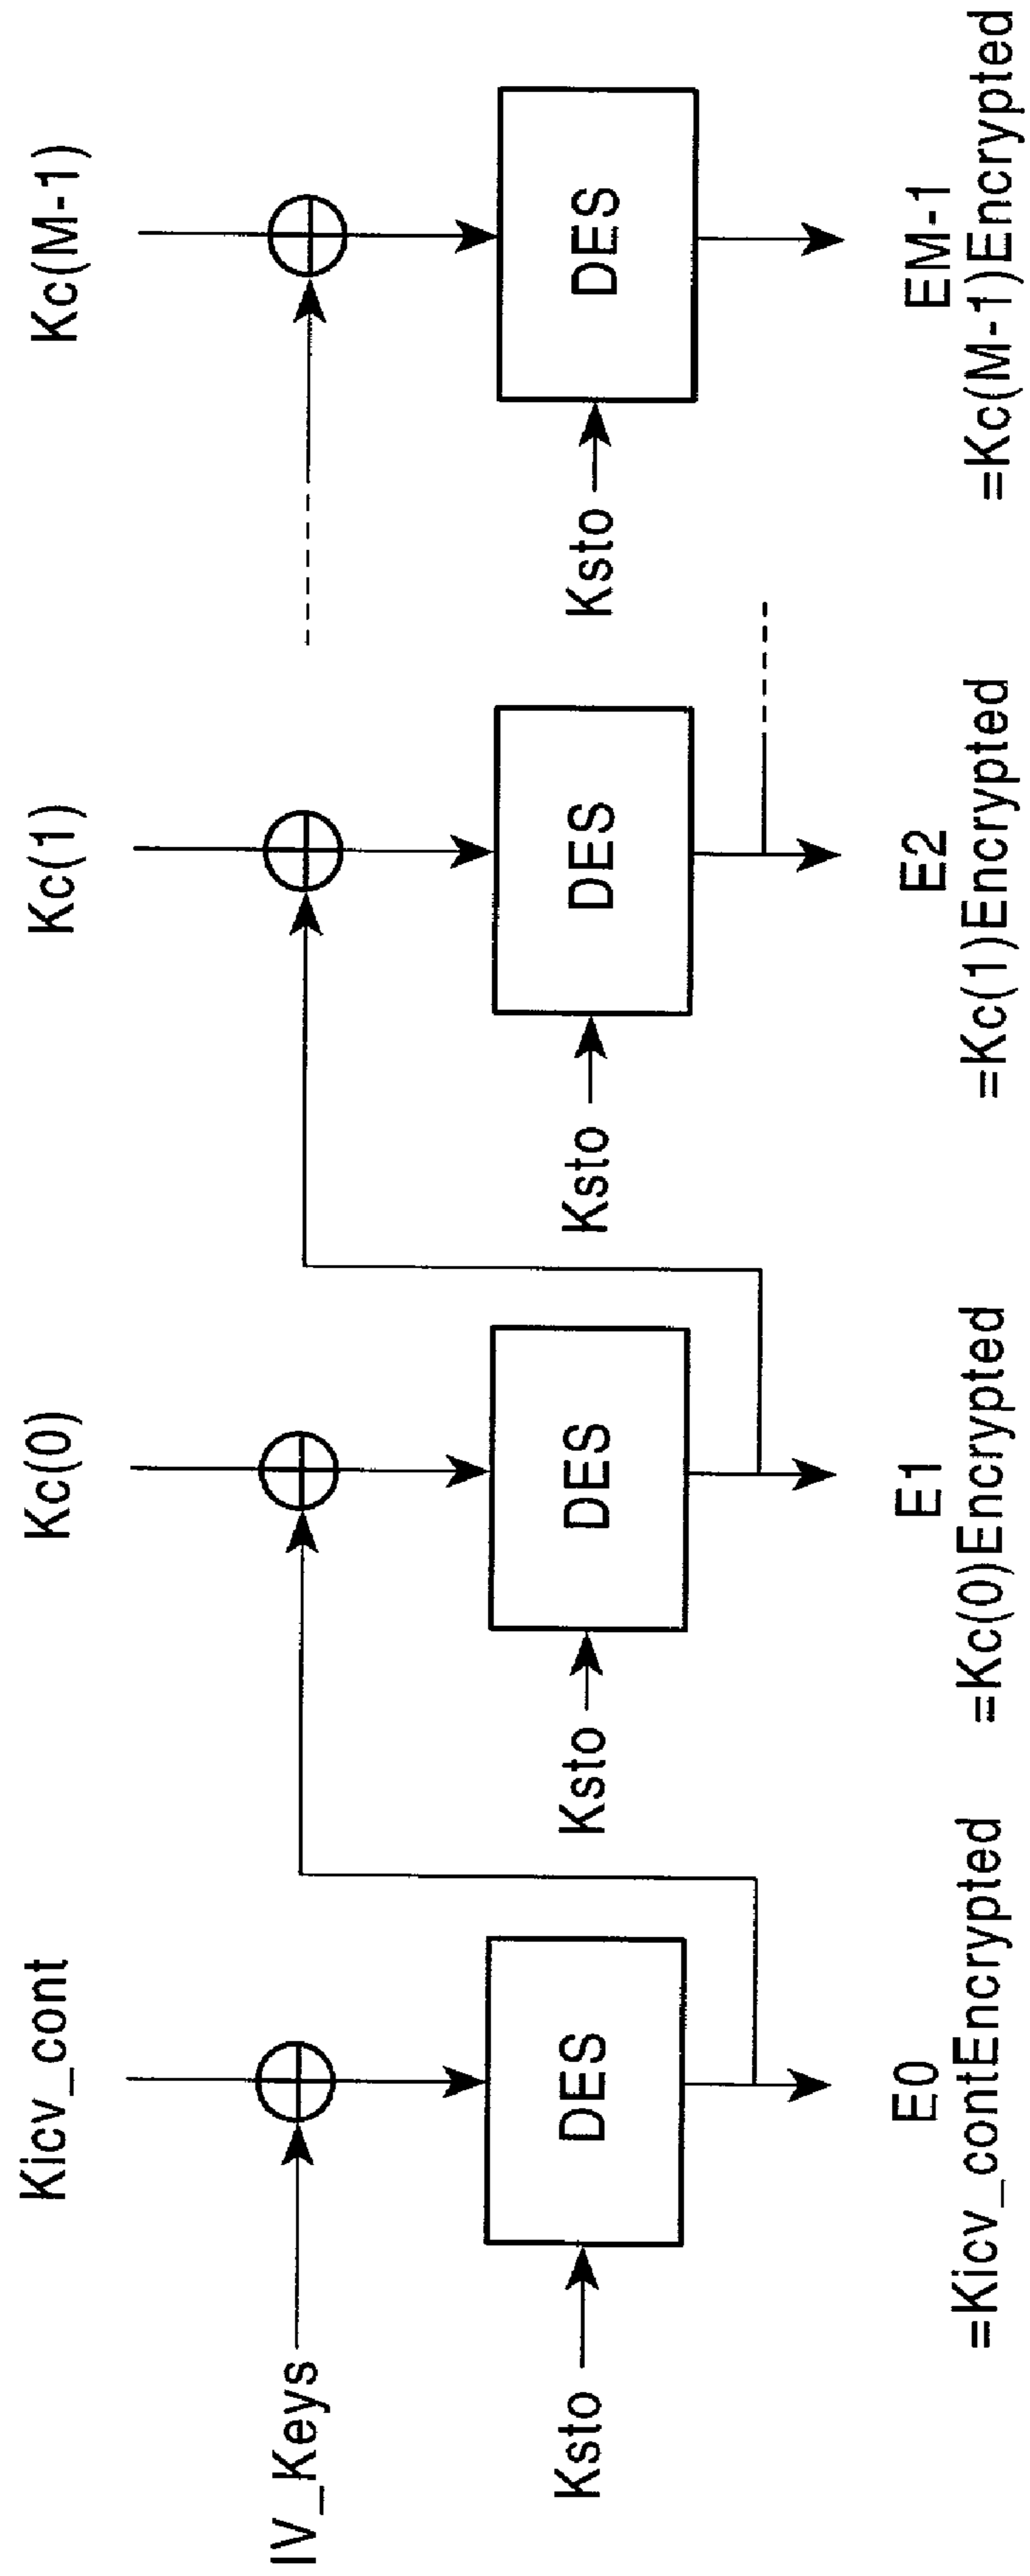 Kicv_cont
Kc(0)
Kc(1)
Kc(M-1)
IV_Keys
Ksto
DES
Ksto
DES
Ksto
DES
Ksto
DES
E0
=Kicv_contEncrypted
E1
=Kc(0)Encrypted
E2
=Kc(1)Encrypted
EM-1
=Kc(M-1)Encrypted